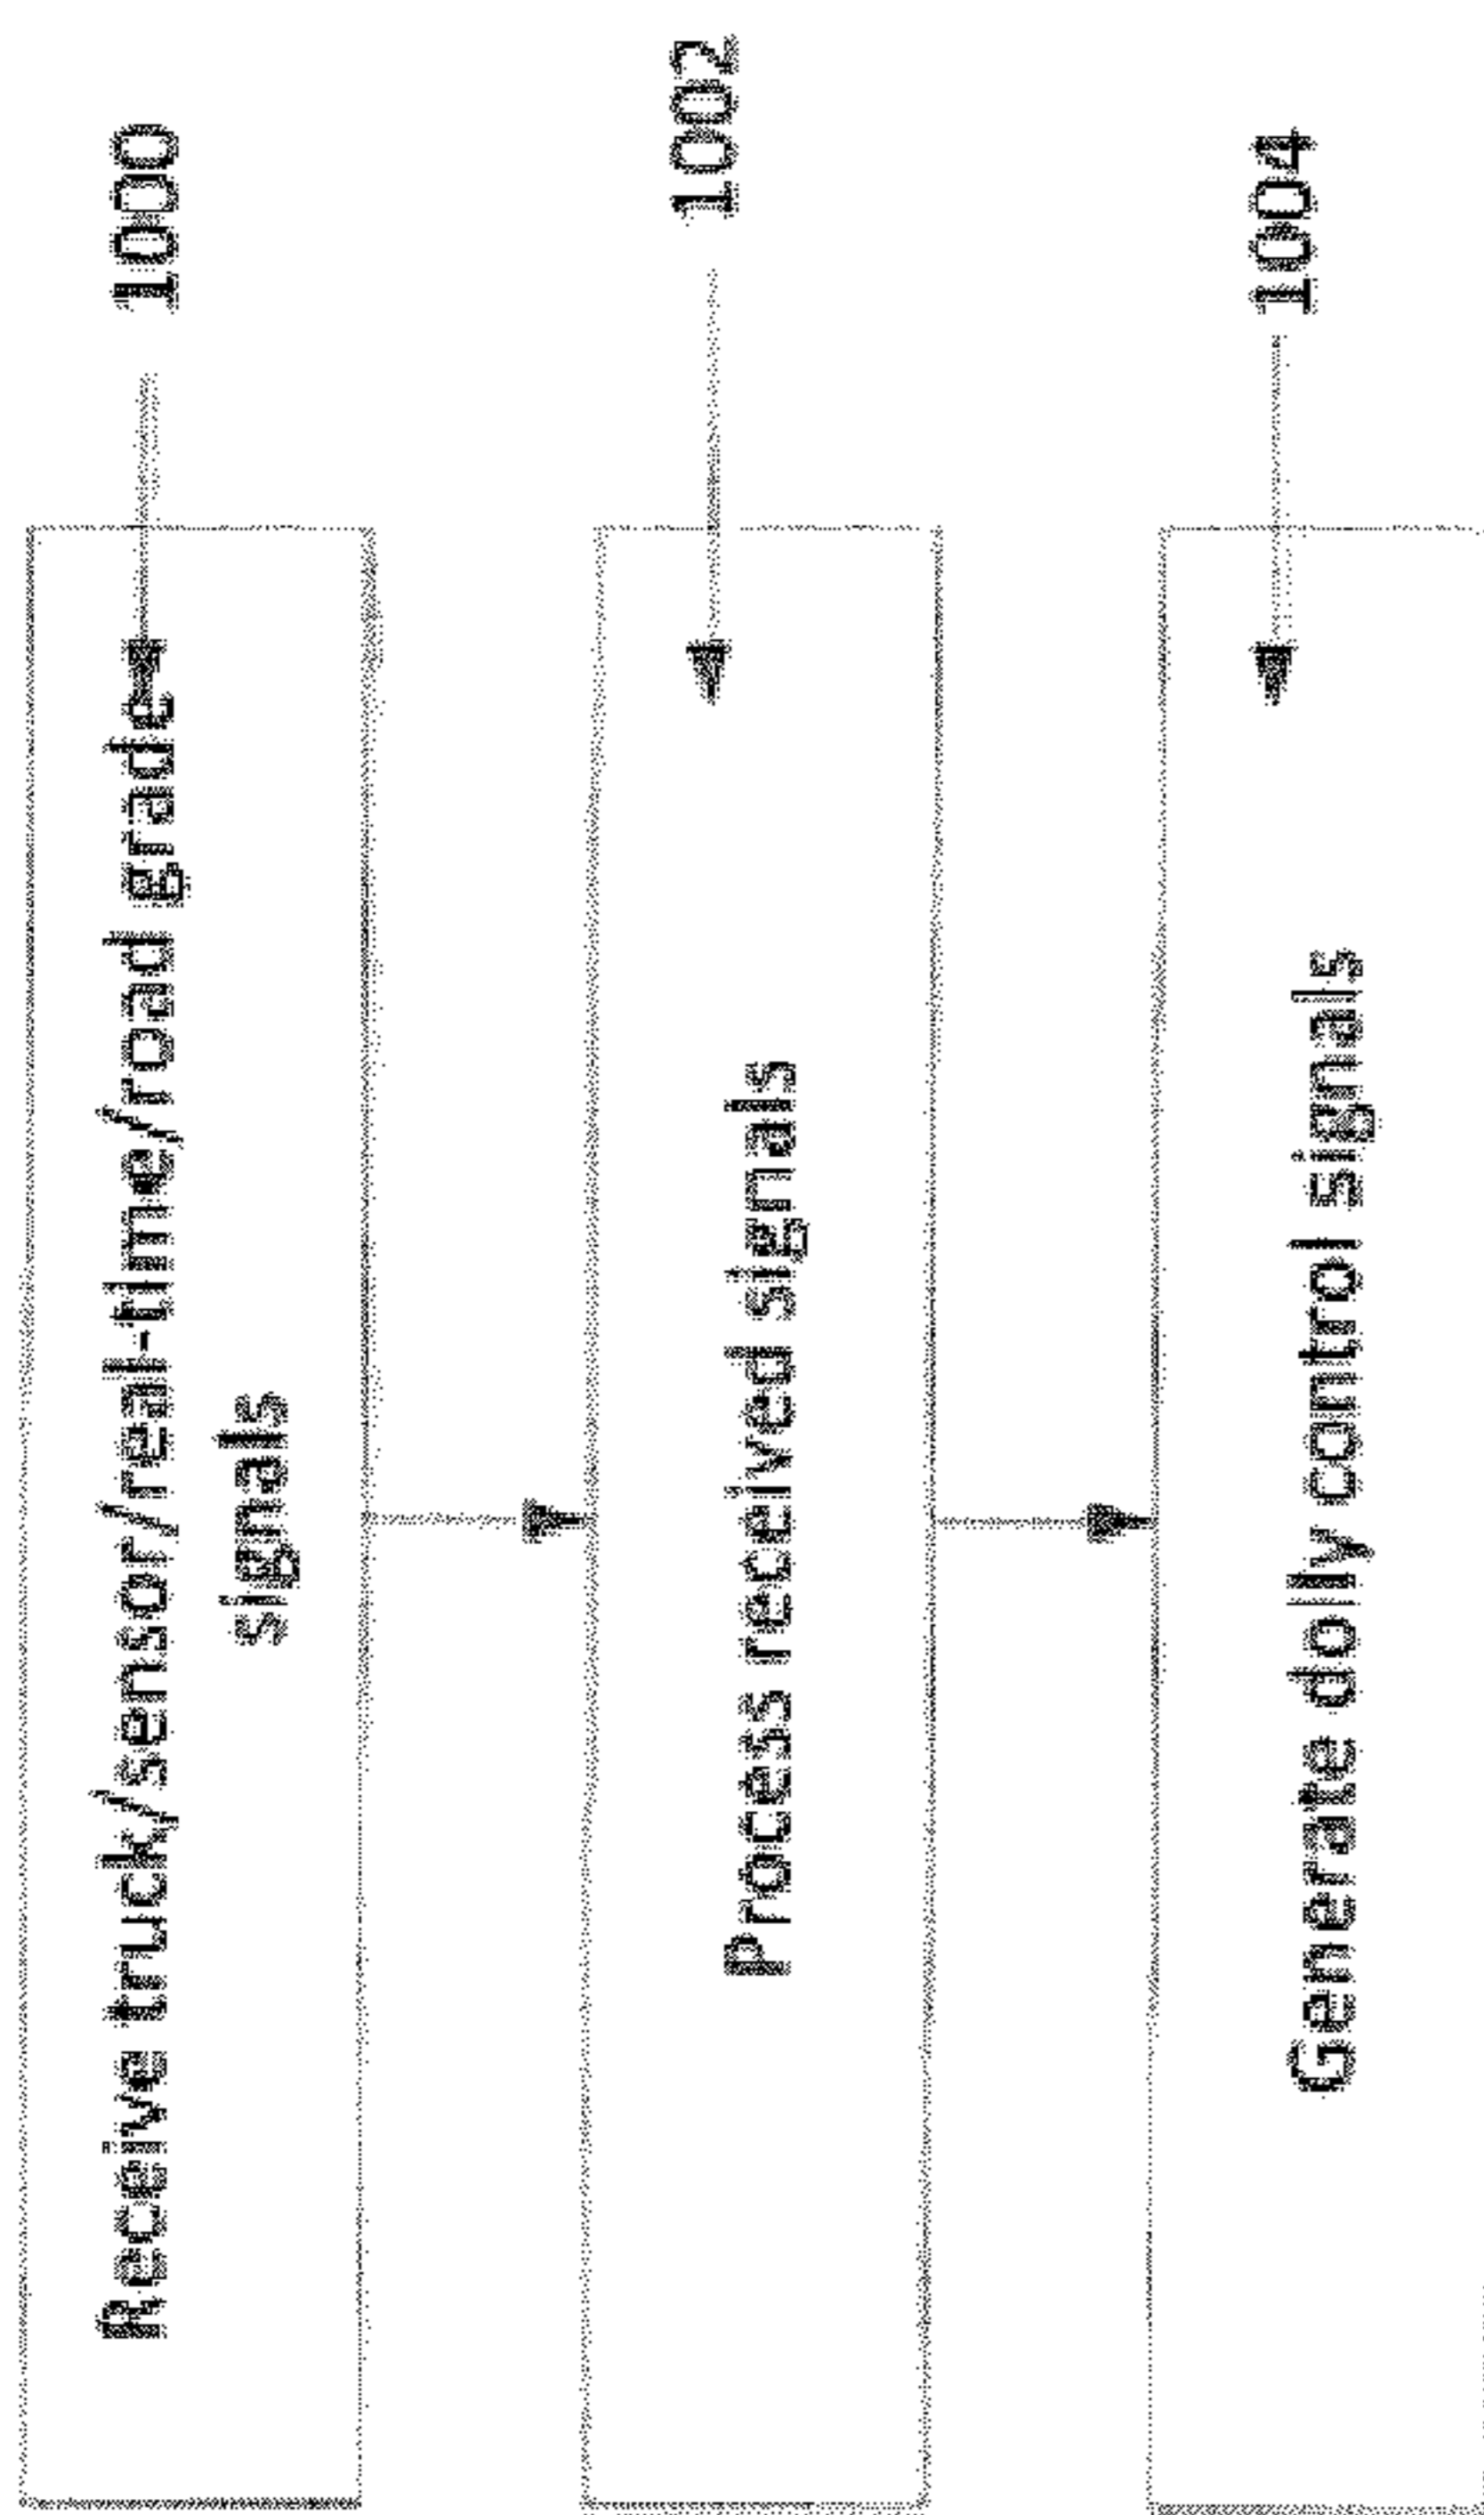 Receive truck/sensor/real-time/road grade
signals
1000
Process received signals
1002
Generate dolly control signals
1004